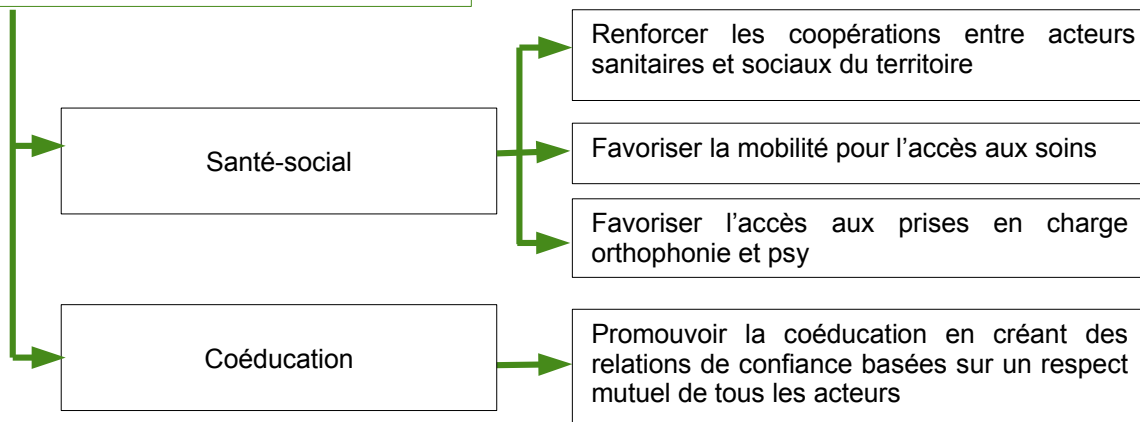 Renforcer les coopérations entre acteurs
sanitaires et sociaux du territoire
Santé-social
Favoriser la mobilité pour l’accès aux soins
Favoriser l’accès aux prises en charge
orthophonie et psy
Coéducation
Promouvoir la coéducation en créant des
relations de confiance basées sur un respect
mutuel de tous les acteurs